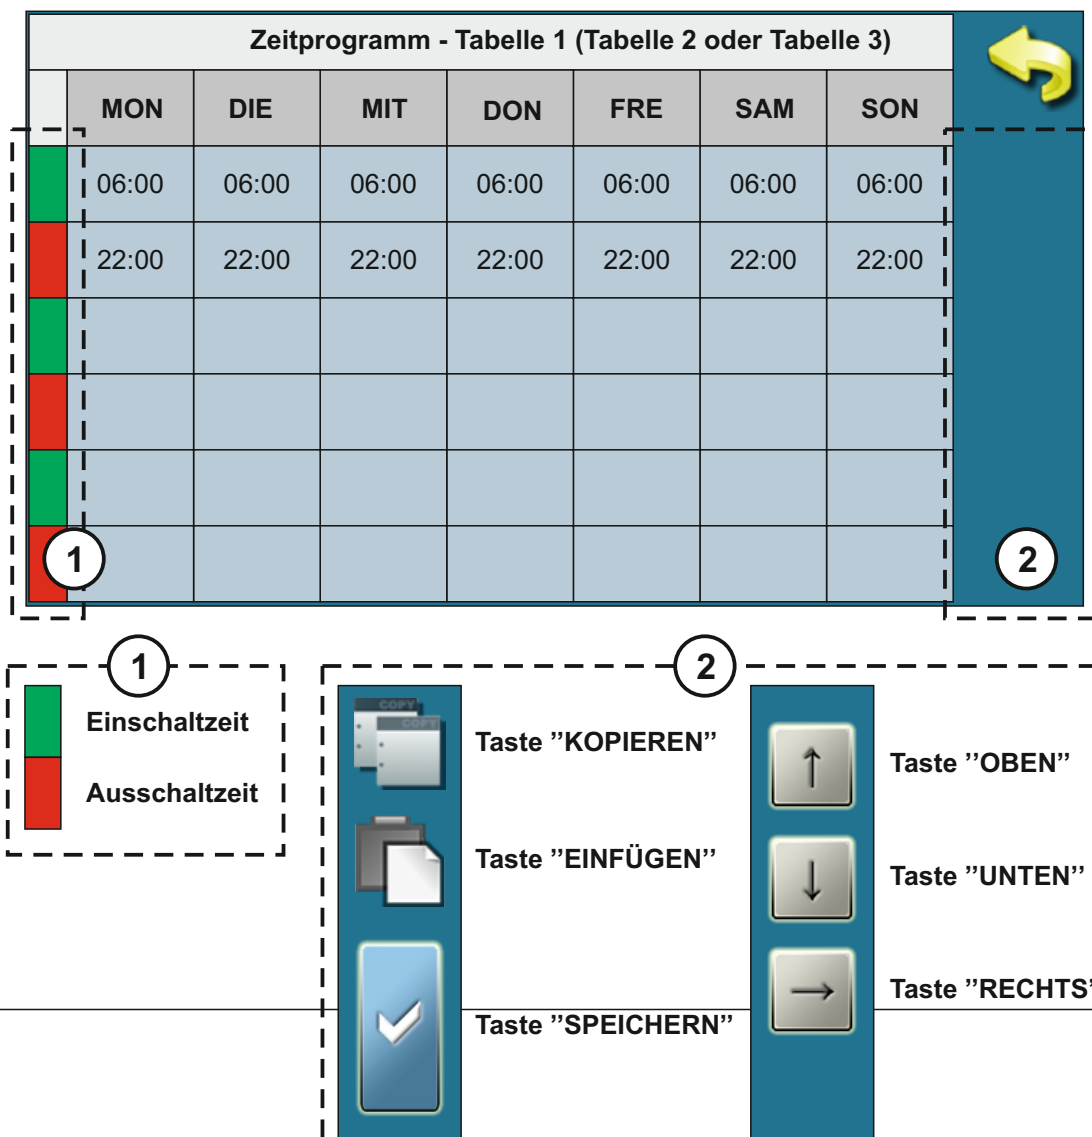 Zeitprogramm - Tabelle 1 (Tabelle 2 oder Tabelle 3)
MON DIE MIT DON FRE SAM SON
06:00 06:00 06:00 06:00 06:00 06:00 06:00
22:00 22:00 22:00 22:00 22:00 22:00 22:00
1 2
1
Einschaltzeit
Ausschaltzeit
2
COPY
COPY
Taste ’’KOPIEREN’’
Taste ’’EINFÜGEN’’
Taste ’’SPEICHERN’’
Taste ’’OBEN’’
Taste ’’UNTEN’’
Taste ’’RECHTS’